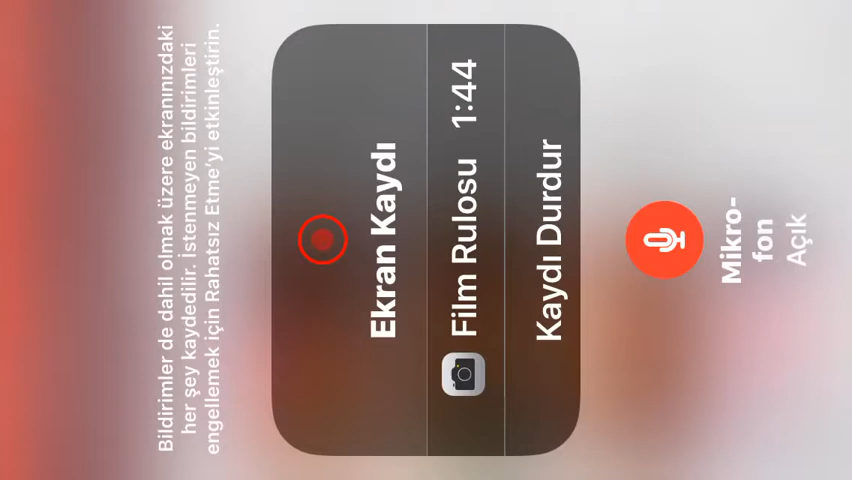 Bildirimler de dahil olmak üzere ekranınızdaki
her şey kaydedilir. İstenmeyen bildirimleri
engellemek için Rahatsız Etme'yi etkinleştirin.
Ekran Kaydı
Film Rulosu 1:44
Kaydı Durdur
Mikro-
fon
Açık